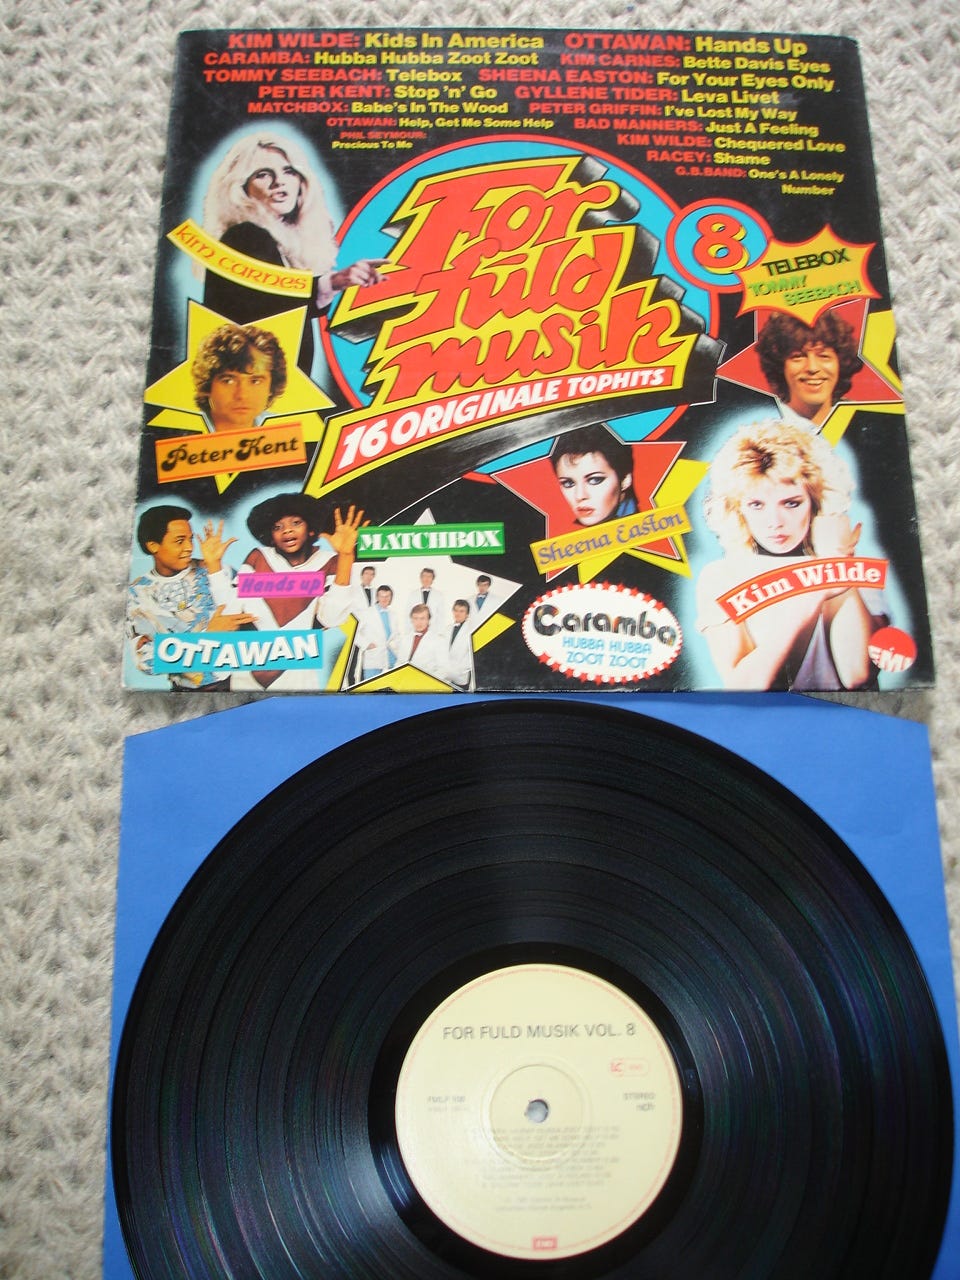 KIM WILDE: Kids In America OTTAWAN: Hands Up
CARAMBA: Hubba Hubba Zoot Zoot KIM CARNES: Bette Davis Eyes
TOMMY SEEBACH: Telebox SHEENA EASTON: For Your Eyes Only
PETER KENT: Stop 'n' Go GYLLENE TIDER: Leva Livet
MATCHBOX: Babe's In The Wood PETER GRIFFIN: I've Lost My Way
OTTAWAN: Help, Get Me Some Help BAD MANNERS: Just A Feeling
PHIL SEYMOUR: KIM WILDE: Chequered Love
Precious To Me RACEY: Shame
G.B.BAND: One's A Lonely
Number
For
fuld
musik
8
16 ORIGINALE TOPHITS
kim carnes
TELEBOX
TOMMY
SEEBACH
Peter Kent
MATCHBOX
Sheena Easton
Kim Wilde
Hands up
OTTAWAN
Caramba
HUBBA HUBBA
ZOOT ZOOT
EMI
FOR FULD MUSIK VOL. 8
STEREO
EMI